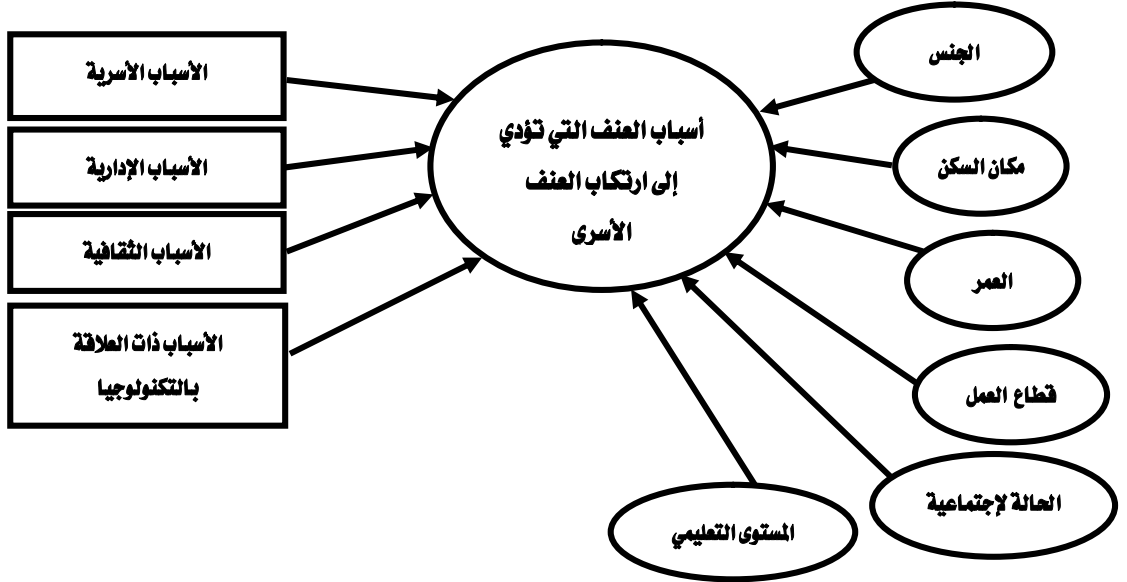 الجنس
أسباب العنف التي تؤدي
إلى ارتكاب العنف
الأسرى
مكان السكن
العمر
قطاع العمل
الحالة لإجتماعية
المستوى التعليمي
الأسباب الأسرية
الأسباب الإدارية
الأسباب الثقافية
الأسباب ذات العلاقة
بالتكنولوجيا